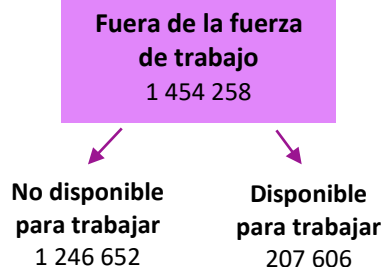 Fuera de la fuerza
de trabajo
1 454 258
No disponible
para trabajar
1 246 652
Disponible
para trabajar
207 606